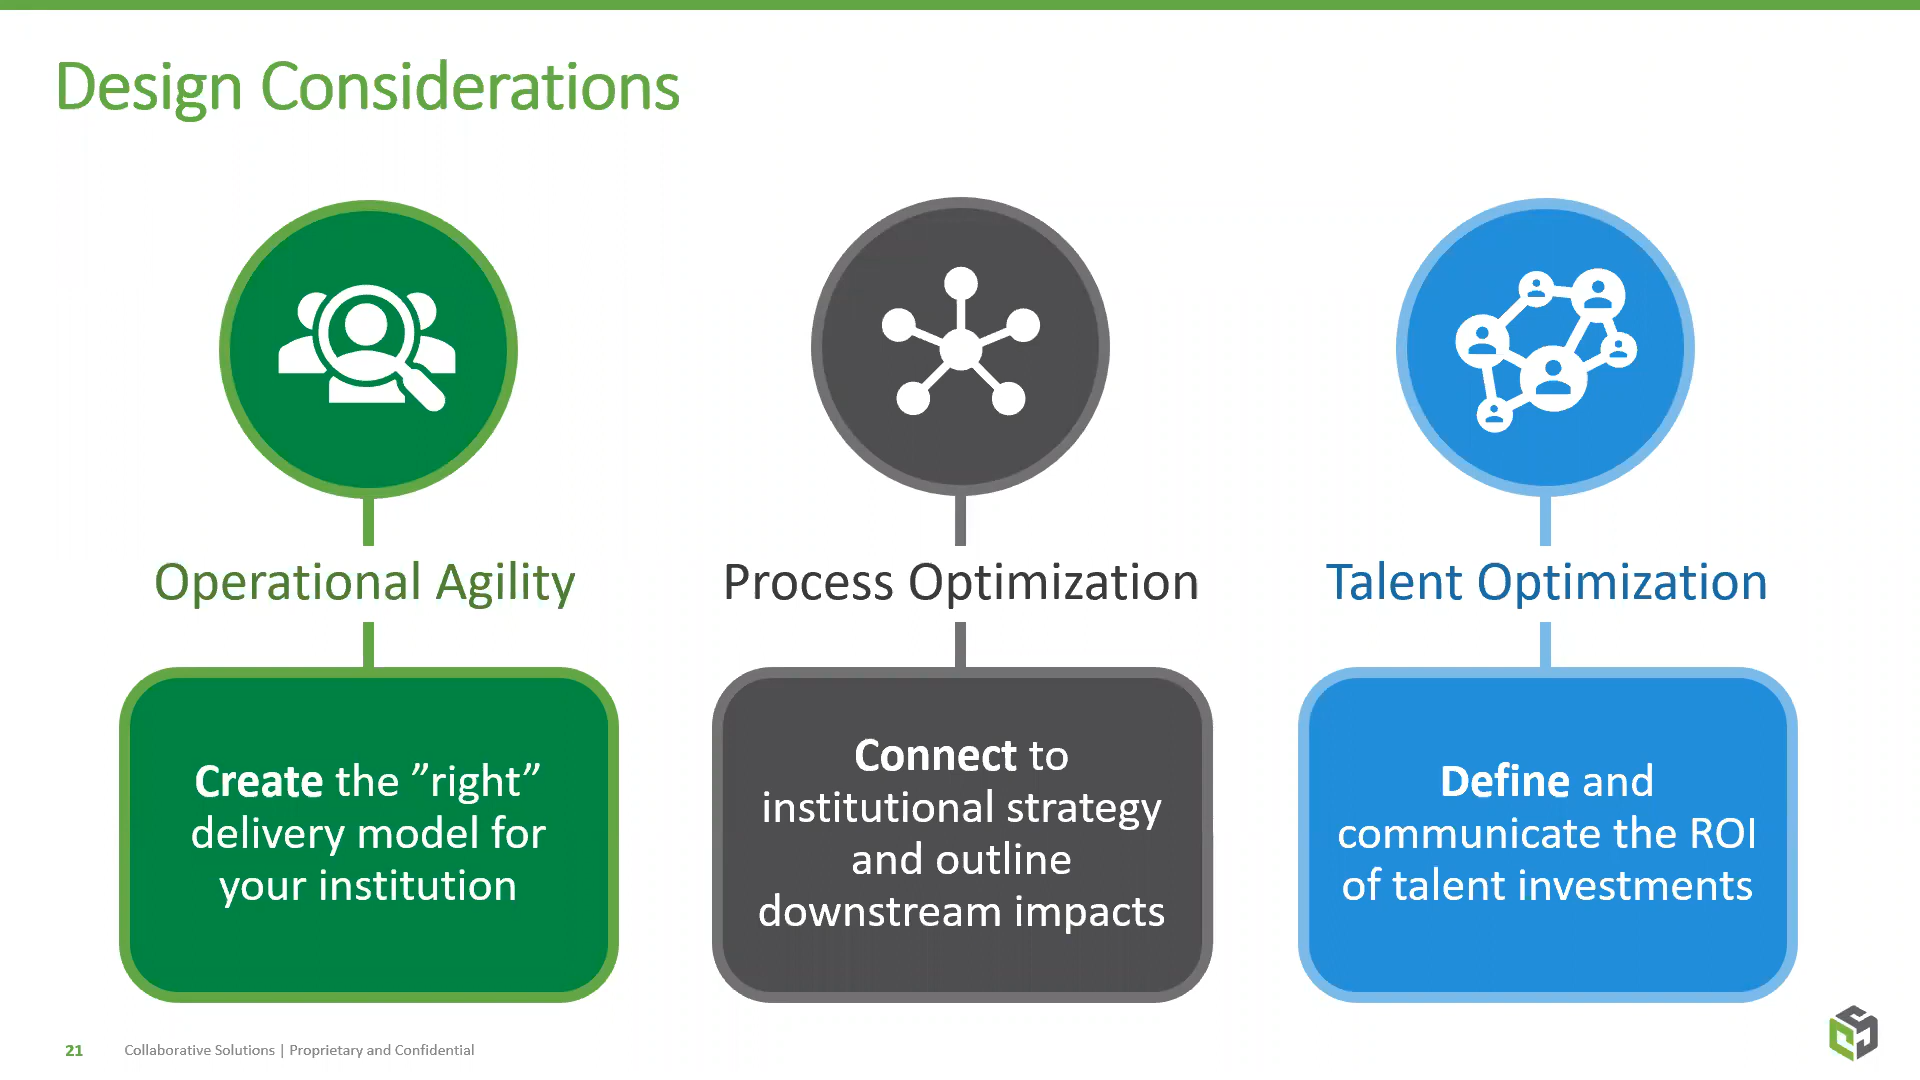 Design Considerations
Operational Agility
Process Optimization
Talent Optimization
Create the ”right”
delivery model for
your institution
Connect to
institutional strategy
and outline
downstream impacts
Define and
communicate the ROI
of talent investments
21
Collaborative Solutions | Proprietary and Confidential